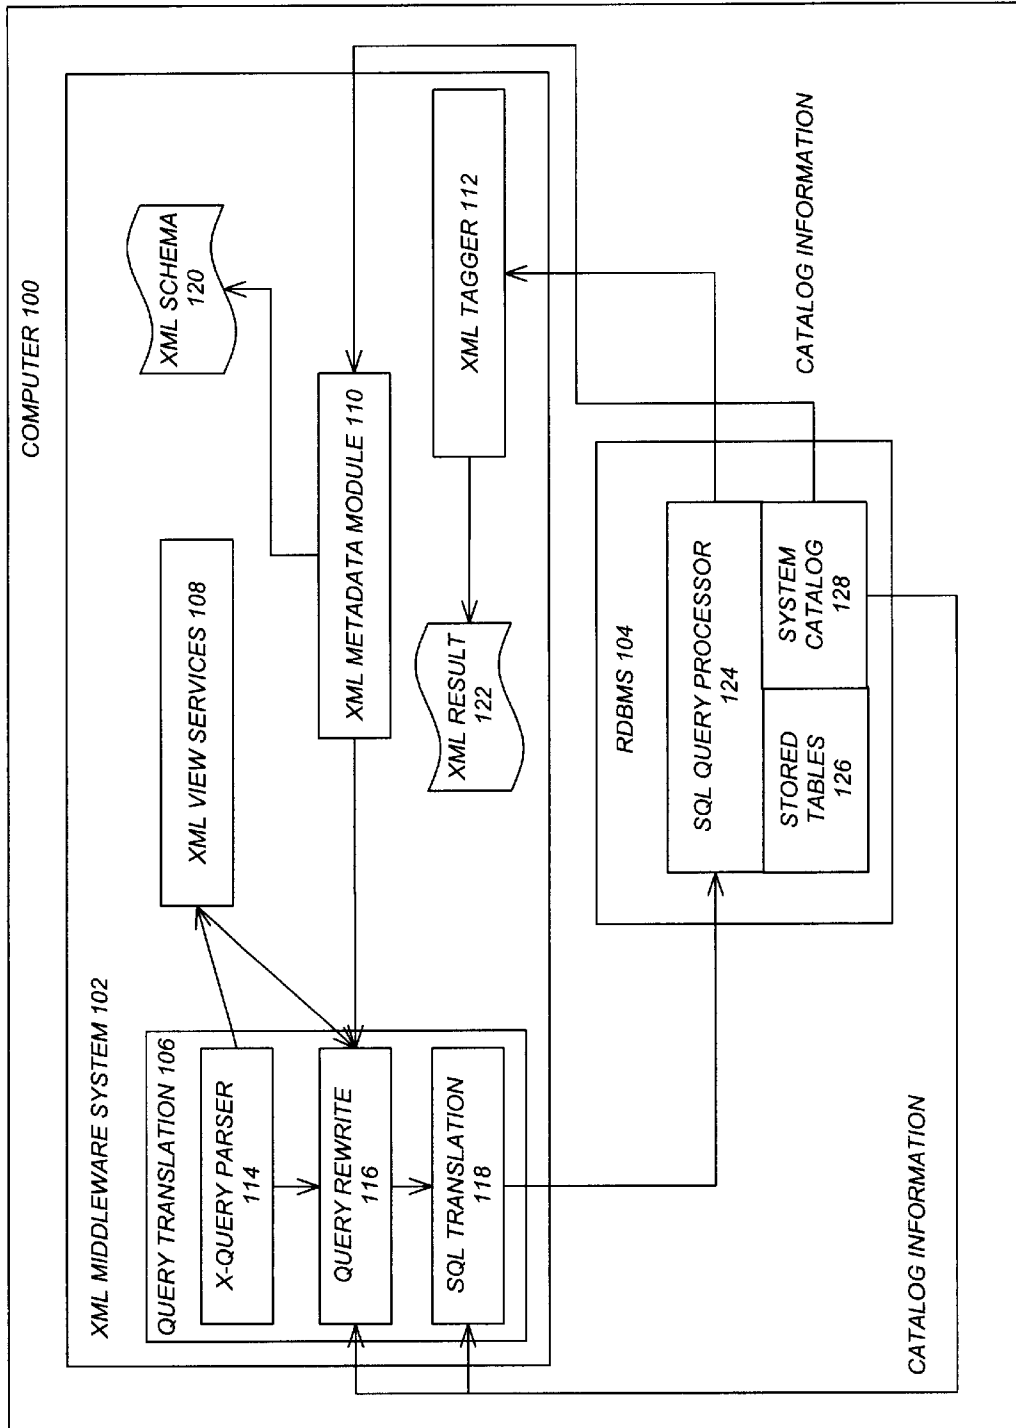 COMPUTER 100
XML MIDDLEWARE SYSTEM 102
QUERY TRANSLATION 106
X-QUERY PARSER
114
QUERY REWRITE
116
SQL TRANSLATION
118
XML VIEW SERVICES 108
XML SCHEMA
120
XML METADATA MODULE 110
XML RESULT
122
XML TAGGER 112
RDBMS 104
SQL QUERY PROCESSOR
124
STORED
TABLES
126
SYSTEM
CATALOG
128
CATALOG INFORMATION
CATALOG INFORMATION